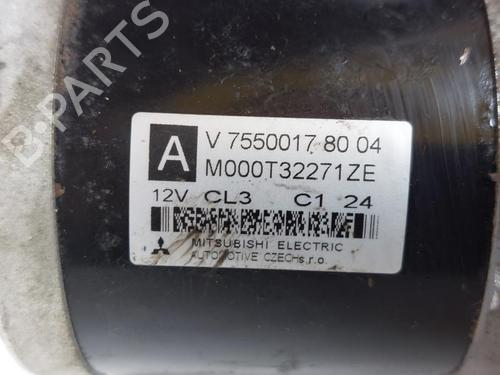 B-PARTS
A
V 7550017 80 04
M000T32271ZE
12V CL3 C1 24
MITSUBISHI ELECTRIC
AUTOMOTIVE CZECH s.r.o.